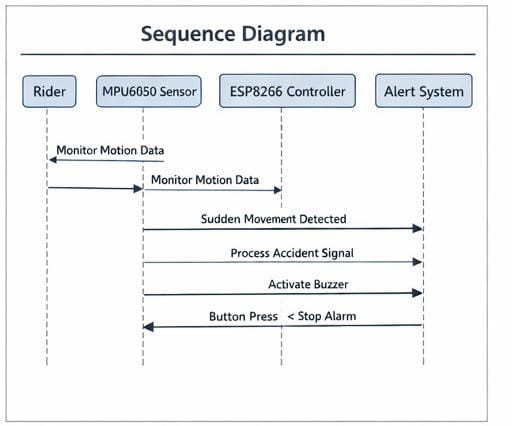 Sequence Diagram
Rider
MPU6050 Sensor
ESP8266 Controller
Alert System
Monitor Motion Data
Monitor Motion Data
Sudden Movement Detected
Process Accident Signal
Activate Buzzer
Button Press < Stop Alarm